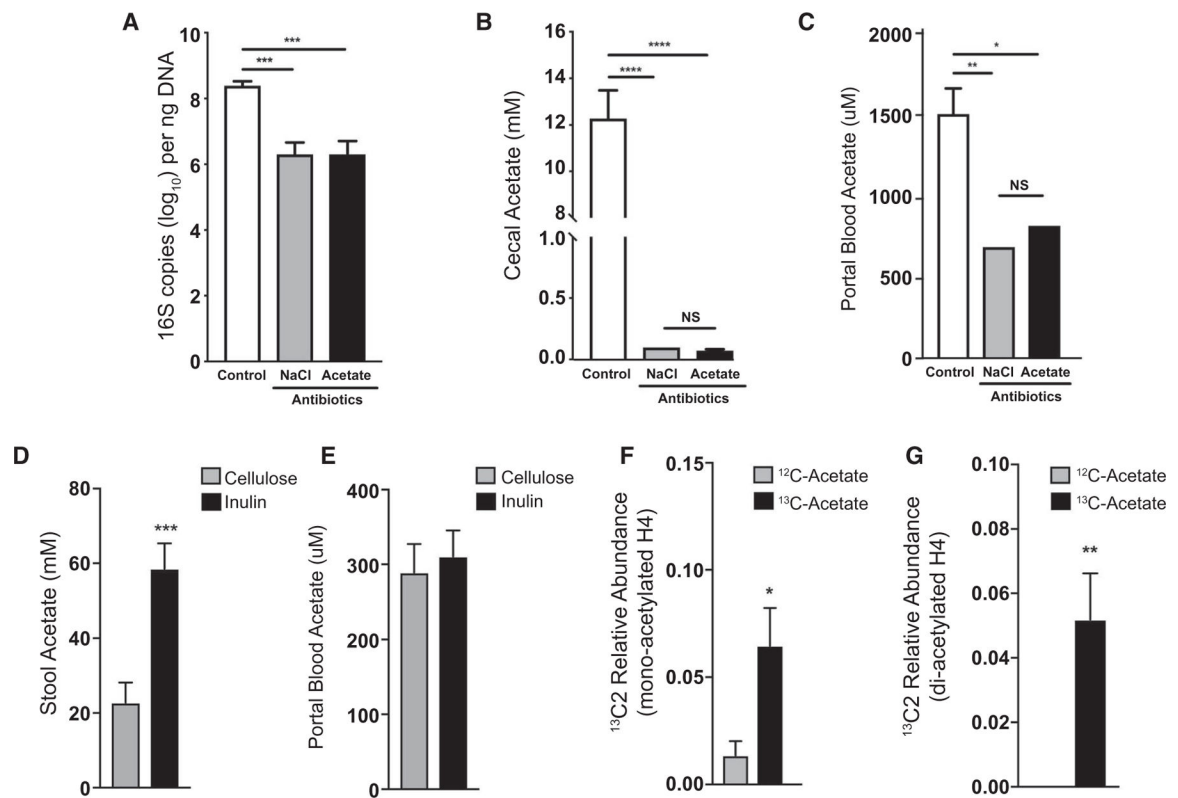 A
16S copies (log10) per ng DNA
10
8
6
4
2
0
***
***
Control NaCl Acetate
Antibiotics
B
Cecal Acetate (mM)
16
14
12
10
8
1.0
0.5
0.0
****
****
NS
Control NaCl Acetate
Antibiotics
C
Portal Blood Acetate (uM)
2000
1500
1000
500
0
*
**
NS
Control NaCl Acetate
Antibiotics
D
Cellulose
Inulin
Stool Acetate (mM)
80
60
40
20
0
***
E
Cellulose
Inulin
Portal Blood Acetate (uM)
400
300
200
100
0
F
12C-Acetate
13C-Acetate
13C2 Relative Abundance
(mono-acetylated H4)
0.15
0.10
0.05
0.00
*
G
12C-Acetate
13C-Acetate
13C2 Relative Abundance
(di-acetylated H4)
0.10
0.08
0.06
0.04
0.02
0.00
**